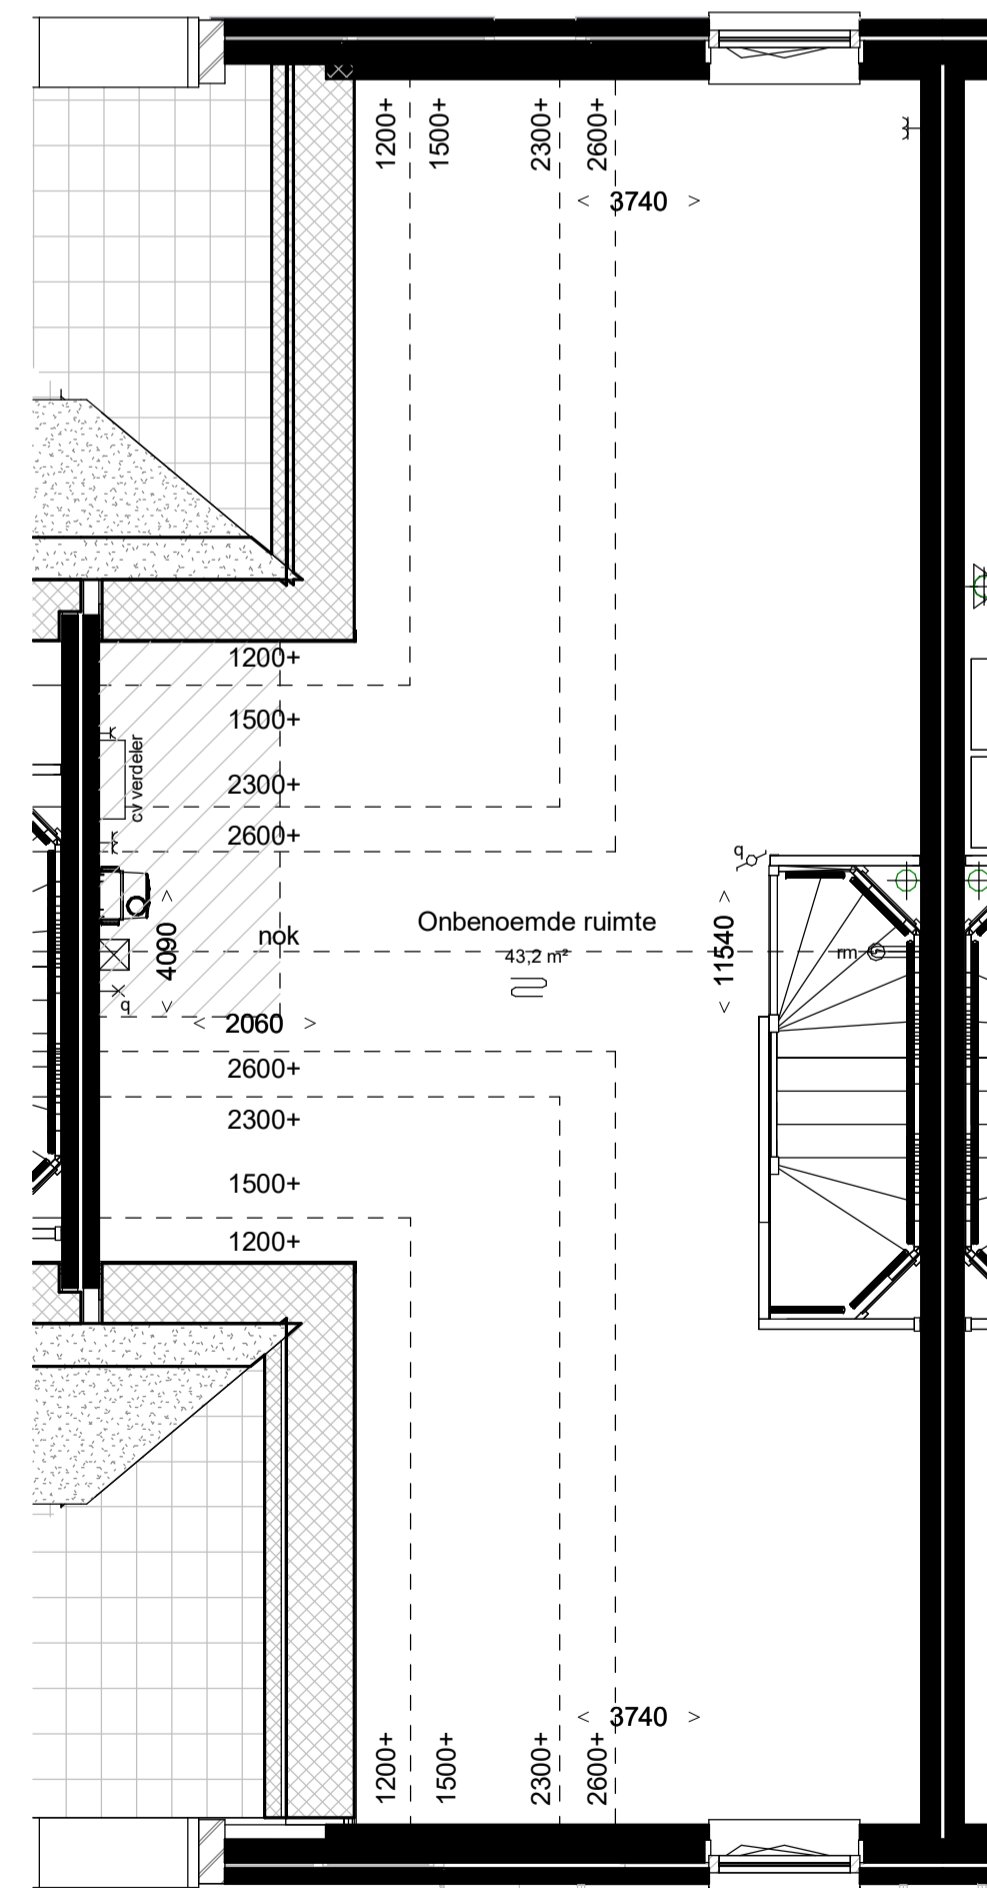 1200+
1500+
2300+
2600+
< 3740 >
1200+
1500+
cv verdeler
2300+
2600+
q
< 4090 >
nok
Onbenoemde ruimte
43,2 m²
< 11540 >
rm
q
< 2060 >
2600+
2300+
1500+
1200+
< 3740 >
1200+
1500+
2300+
2600+